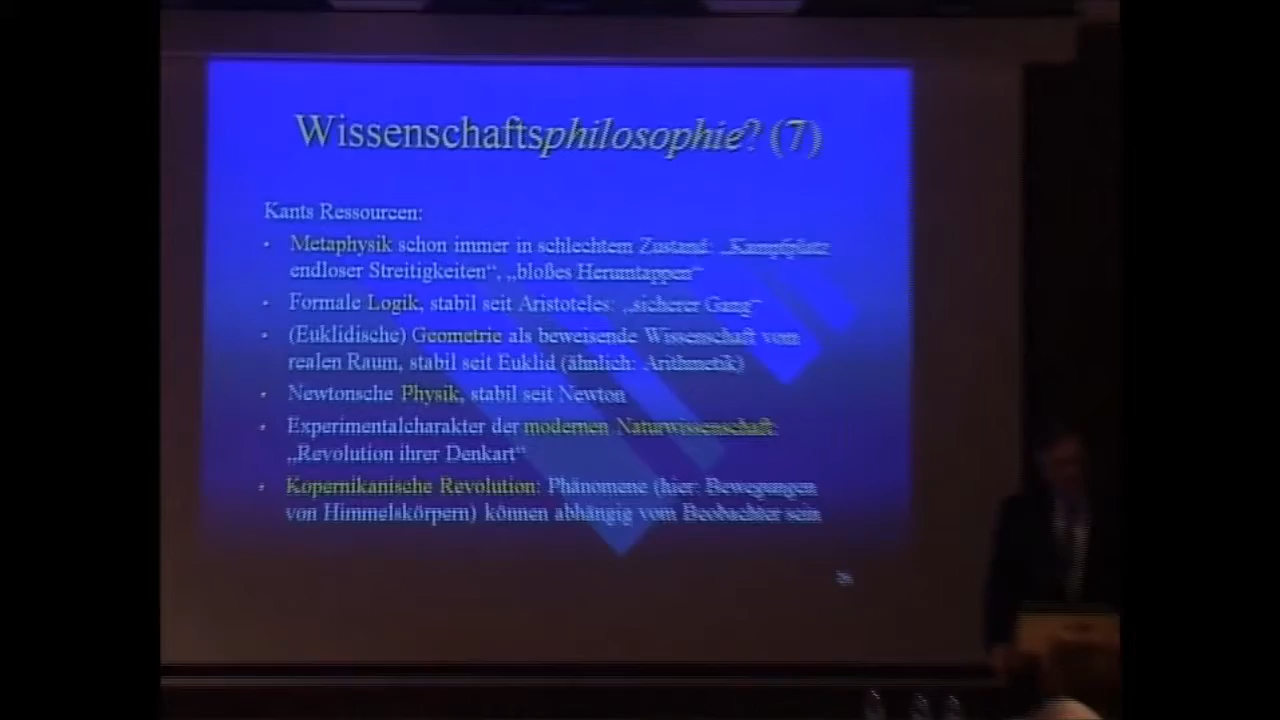 Wissenschaftsphilosophie? (7)
Kants Ressourcen:
• Metaphysik schon immer in schlechtem Zustand: „Kampfplatz
endloser Streitigkeiten“, „bloßes Herumtappen“
• Formale Logik, stabil seit Aristoteles: „sicherer Gang“
• (Euklidische) Geometrie als beweisende Wissenschaft vom
realen Raum, stabil seit Euklid (ähnlich: Arithmetik)
• Newtonsche Physik, stabil seit Newton
• Experimentalcharakter der modernen Naturwissenschaft:
„Revolution ihrer Denkart“
• Kopernikanische Revolution: Phänomene (hier: Bewegungen
von Himmelskörpern) können abhängig vom Beobachter sein